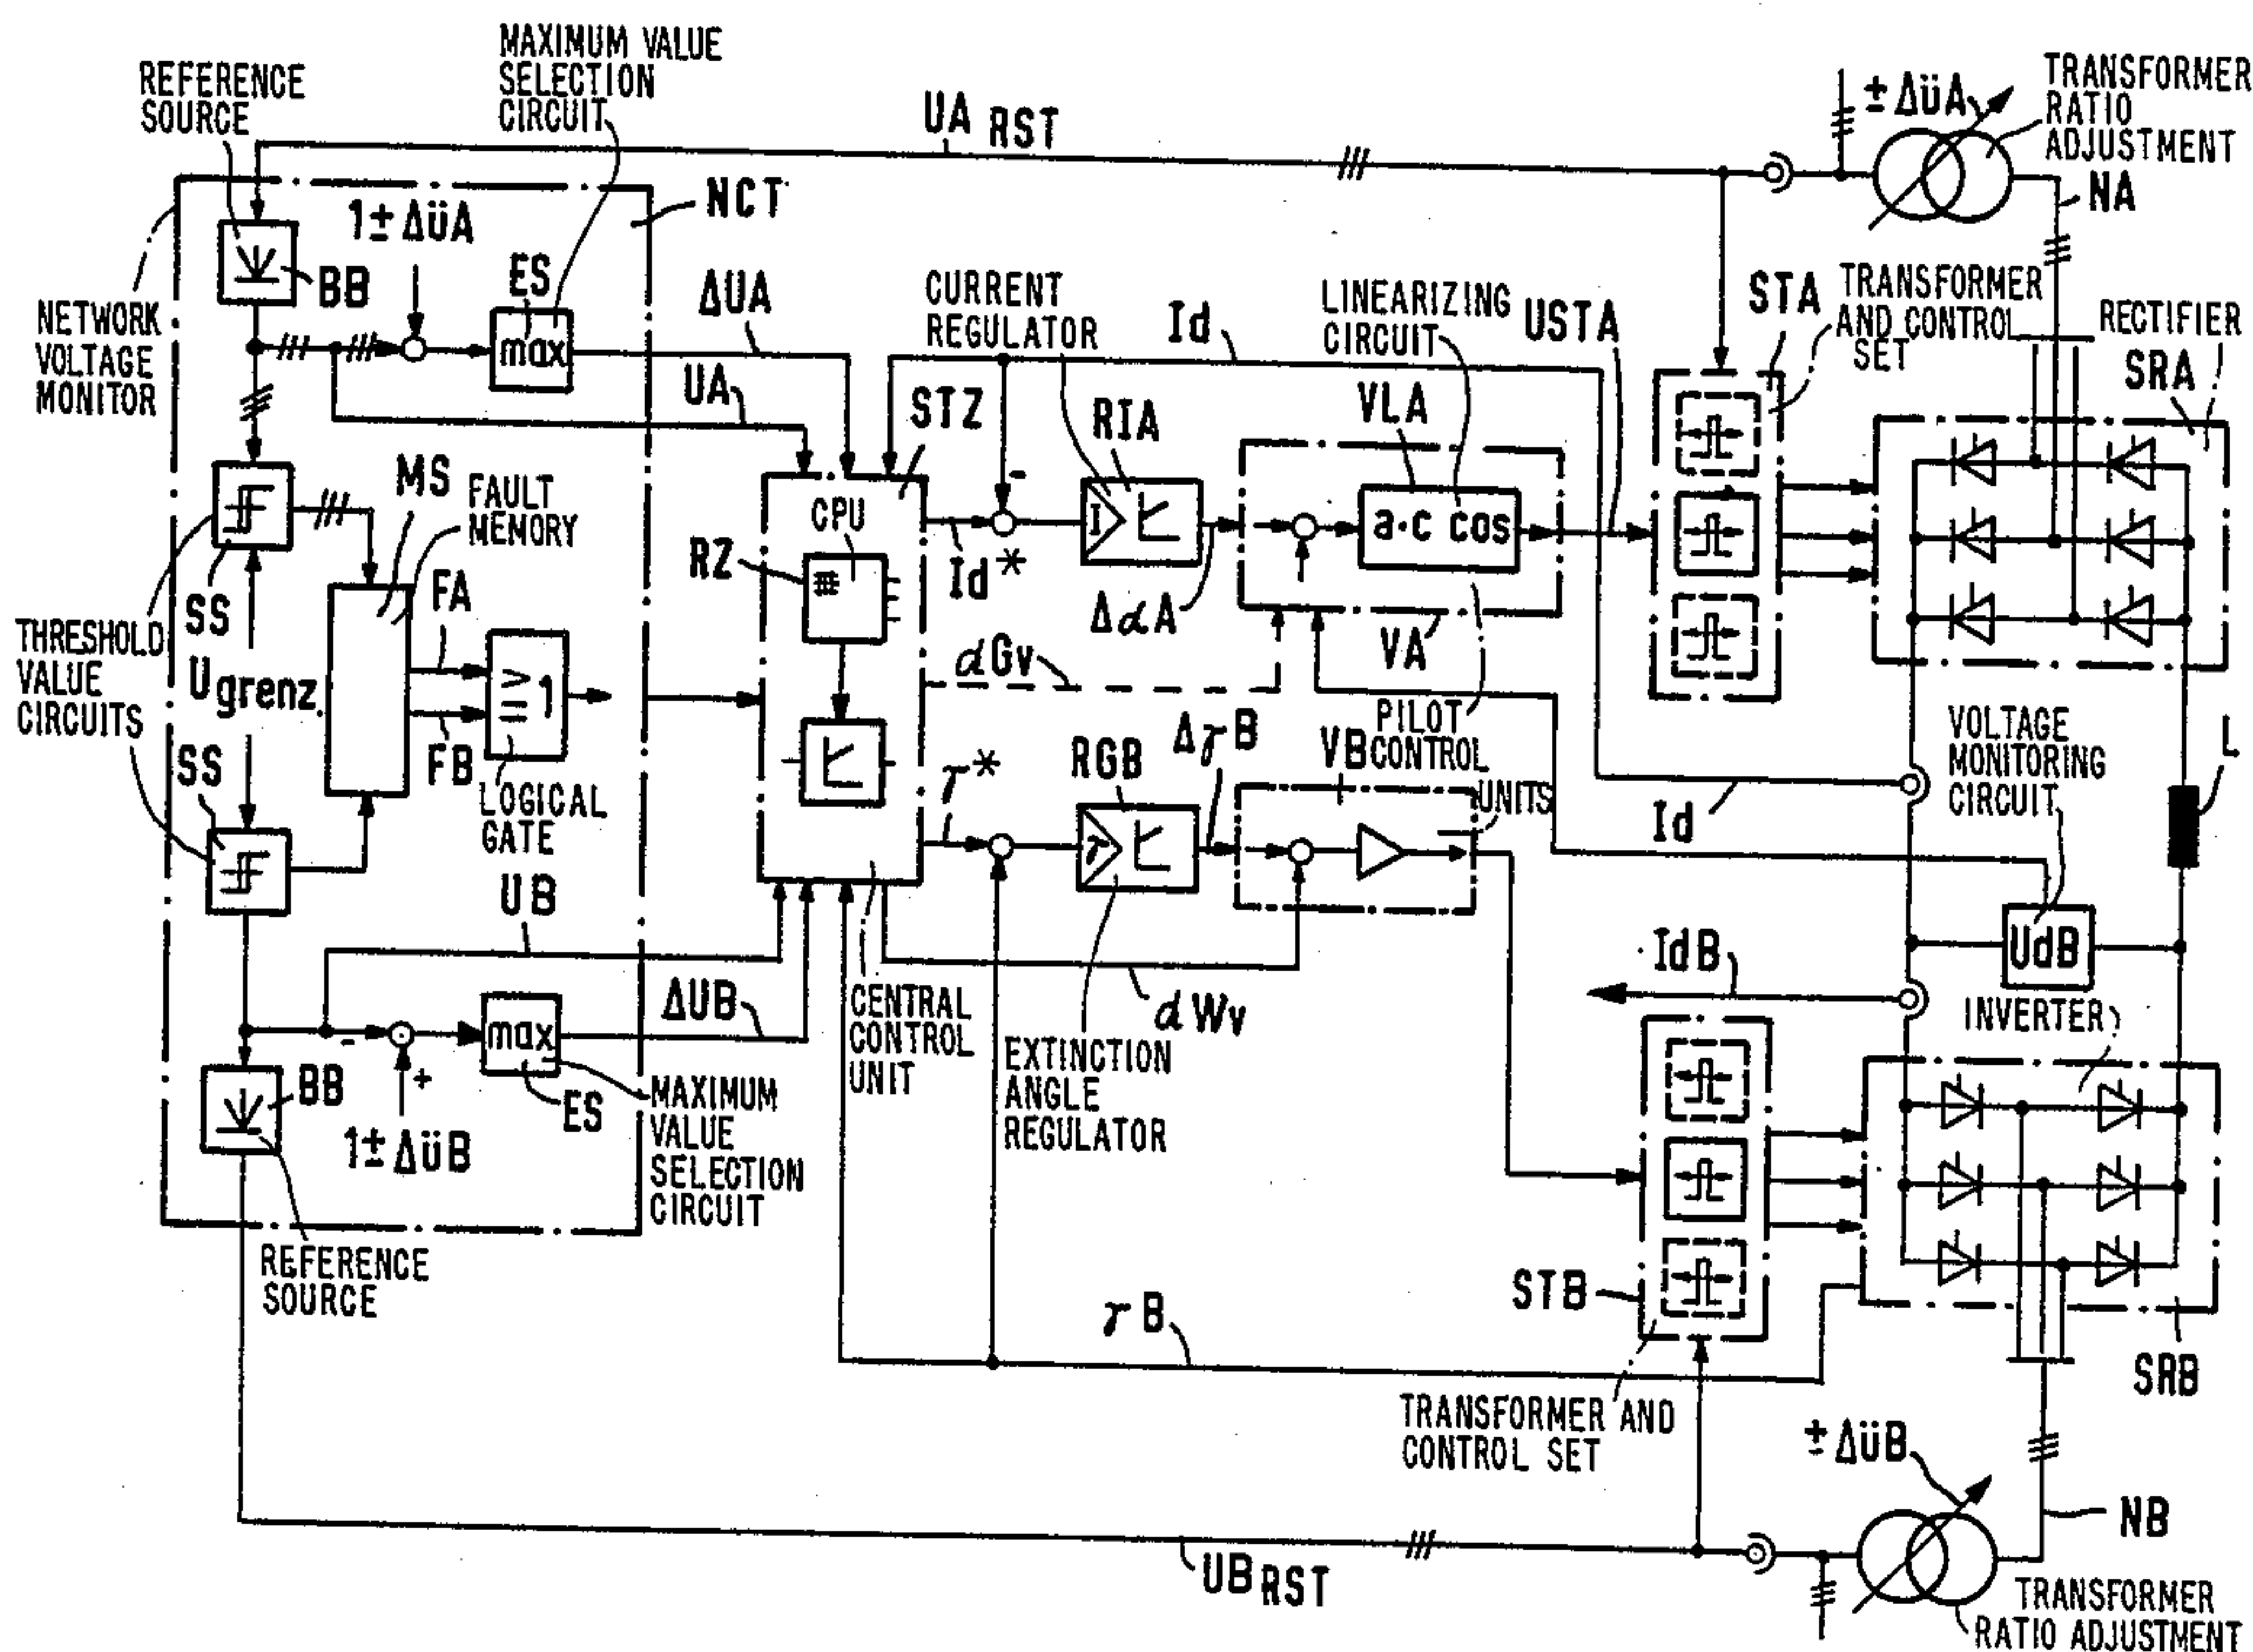 MAXIMUM VALUE
SELECTION
CIRCUIT
REFERENCE
SOURCE
UA RST
± ΔüA
TRANSFORMER
RATIO
ADJUSTMENT
NCT
NA
1± ΔüA
BB
ES
max
ΔUA
UA
NETWORK
VOLTAGE
MONITOR
CURRENT
REGULATOR
Id
LINEARIZING
CIRCUIT
USTA
STA
TRANSFORMER
AND CONTROL
SET
RECTIFIER
SRA
STZ
RIA
VLA
MS
FAULT
MEMORY
CPU
RZ
Id*
I
a·c cos
-
ΔαA
VA
SS
FA
THRESHOLD
VALUE
CIRCUITS
Ugrenz.
≥ 1
αGv
FB
SS
LOGICAL
GATE
PILOT
CONTROL
UNITS
VB
VOLTAGE
MONITORING
CIRCUIT
L
γ*
RGB
ΔγB
γ
Id
UB
UdB
IdB
ΔUB
CENTRAL
CONTROL
UNIT
αWv
INVERTER
EXTINCTION
ANGLE
REGULATOR
-
+
max
BB
ES
MAXIMUM
VALUE
SELECTION
CIRCUIT
1± ΔüB
REFERENCE
SOURCE
STB
γB
SRB
TRANSFORMER AND
CONTROL SET
± ΔüB
NB
UB RST
TRANSFORMER
RATIO ADJUSTMENT